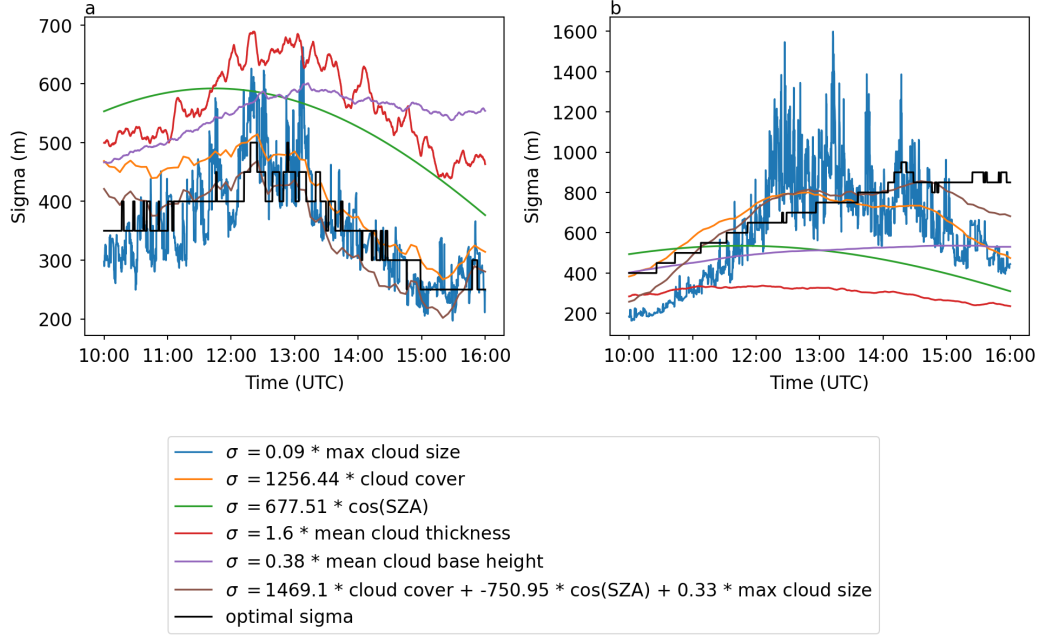 a
b
700
600
500
400
300
200
Sigma (m)
10:00 11:00 12:00 13:00 14:00 15:00 16:00
Time (UTC)
1600
1400
1200
1000
800
600
400
200
Sigma (m)
10:00 11:00 12:00 13:00 14:00 15:00 16:00
Time (UTC)
σ = 0.09 * max cloud size
σ = 1256.44 * cloud cover
σ = 677.51 * cos(SZA)
σ = 1.6 * mean cloud thickness
σ = 0.38 * mean cloud base height
σ = 1469.1 * cloud cover + -750.95 * cos(SZA) + 0.33 * max cloud size
optimal sigma